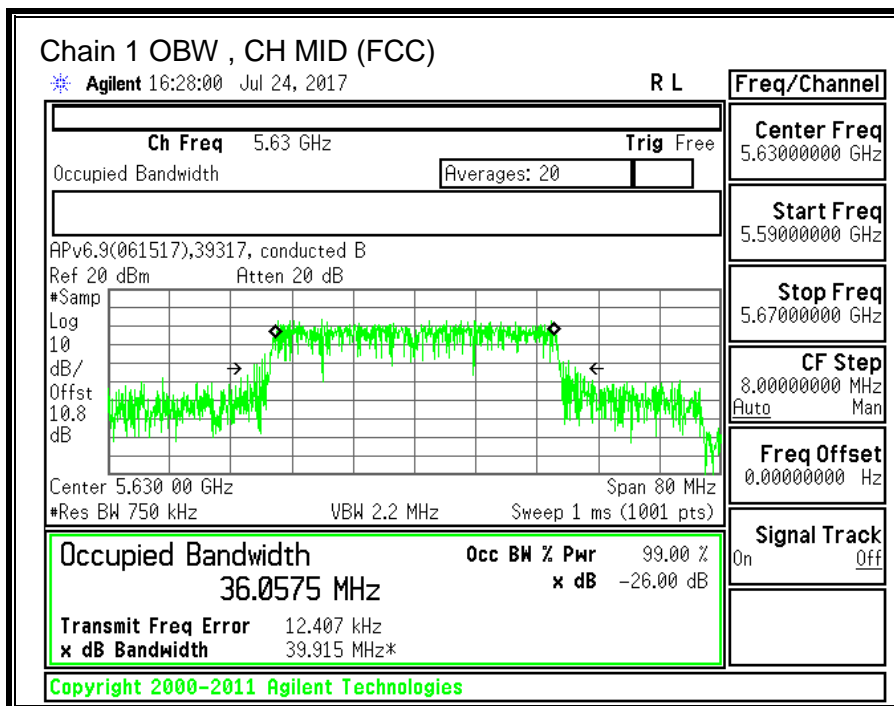 Chain 1 OBW , CH MID (FCC)
Agilent 16:28:00 Jul 24, 2017 R L
Freq/Channel
Ch Freq 5.63 GHz Trig Free
Occupied Bandwidth Averages: 20
APv6.9(061517),39317, conducted B
Ref 20 dBm Atten 20 dB
#Samp
Log
10
dB/
Offst
10.8
dB
Center 5.630 00 GHz Span 80 MHz
#Res BW 750 kHz VBW 2.2 MHz Sweep 1 ms (1001 pts)
Occupied Bandwidth Occ BW % Pwr 99.00 %
36.0575 MHz x dB -26.00 dB
Transmit Freq Error 12.407 kHz
x dB Bandwidth 39.915 MHz*
Copyright 2000-2011 Agilent Technologies
Center Freq
5.63000000 GHz
Start Freq
5.59000000 GHz
Stop Freq
5.67000000 GHz
CF Step
8.00000000 MHz
Auto Man
Freq Offset
0.00000000 Hz
Signal Track
On Off